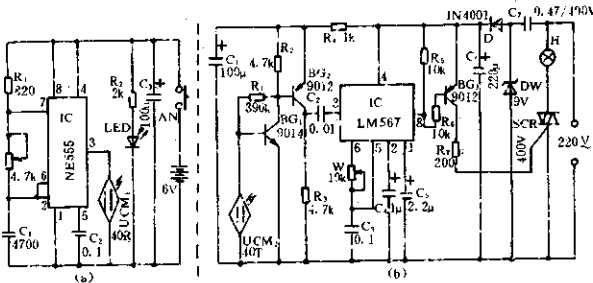 R₁
820
7
8
4
IC
NE555
3
6
2
1
5
4.7k
C₁
4700
C₂
0.1
R₂
2k
LED
C₃
100μ
AN
6V
UCM
40R
(a)
C₁
100μ
R₁
390k
R₂
4.7k
BG₁
9014
BG₂
9012
C₂
0.01
R₃
4.7k
UCM
40T
R₄ 1k
4
3
IC
LM567
8
6
5
2
1
W
10k
C₃
0.1
C₄ 1μ
C₅
2.2μ
R₅
10k
R₆
10k
BG₃
9012
R₇
200
IN4001
D
220μ
DW
9V
C₇
0.47/400V
H
SCR
400V
220V
(b)